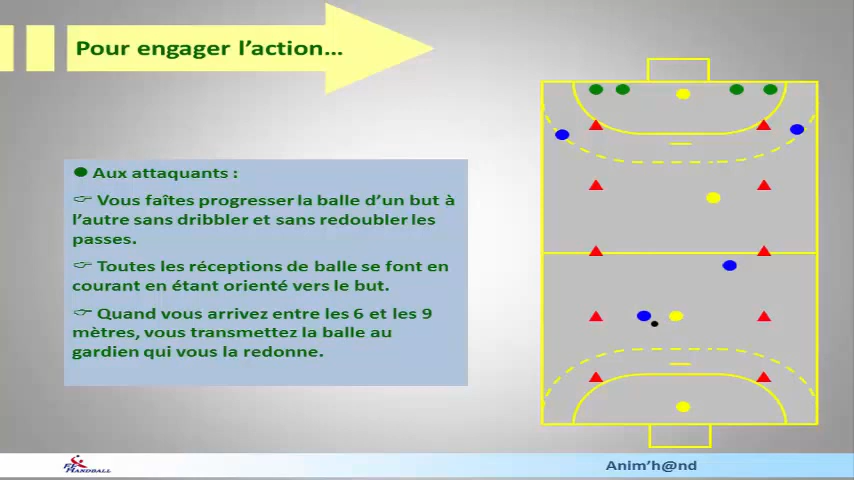 Pour engager l'action...
Aux attaquants :
☞ Vous faîtes progresser la balle d'un but à
l'autre sans dribbler et sans redoubler les
passes.
☞ Toutes les réceptions de balle se font en
courant en étant orienté vers le but.
☞ Quand vous arrivez entre les 6 et les 9
mètres, vous transmettez la balle au
gardien qui vous la redonne.
HANDBALL
Anim'h@nd